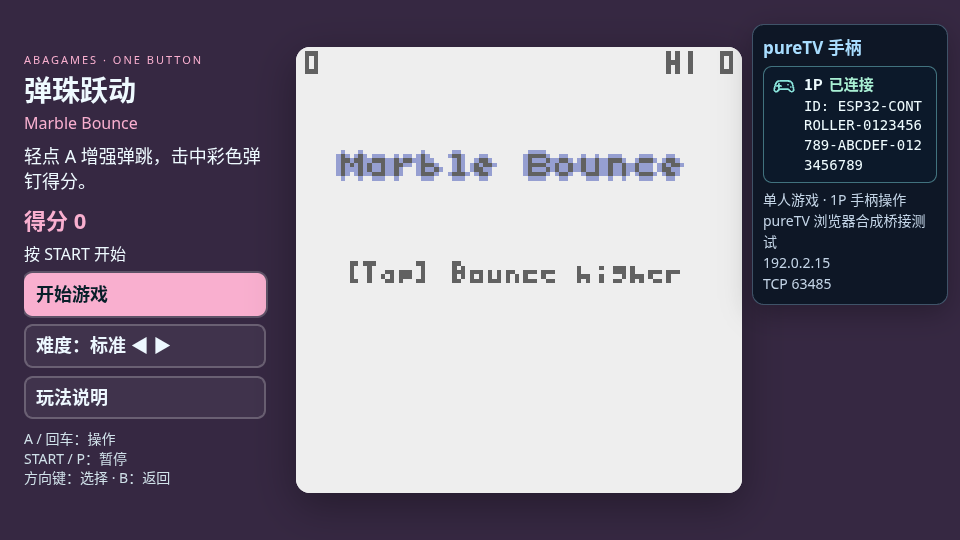 ABAGAMES · ONE BUTTON
弹珠跃动
Marble Bounce
轻点 A 增强弹跳，击中彩色弹
钉得分。
得分 0
按 START 开始
开始游戏
难度：标准 ◀ ▶
玩法说明
A / 回车：操作
START / P：暂停
方向键：选择 · B：返回
0
HI 0
Marble Bounce
[Tap] Bounce higher
pureTV 手柄
1P 已连接
ID: ESP32-CONT
ROLLER-0123456
789-ABCDEF-012
3456789
单人游戏 · 1P 手柄操作
pureTV 浏览器合成桥接测
试
192.0.2.15
TCP 63485